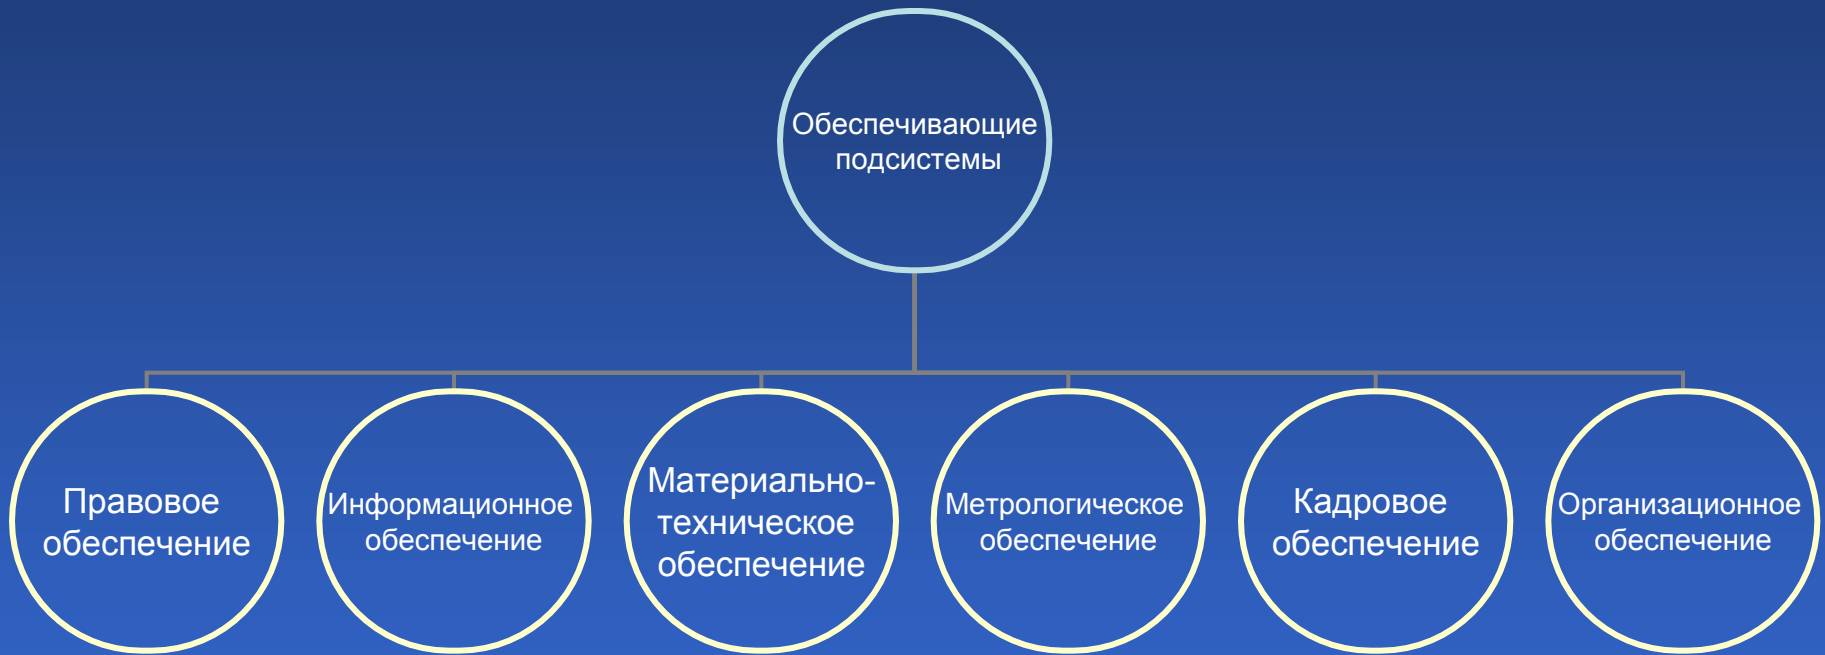 Обеспечивающие
подсистемы
Правовое
обеспечение
Информационное
обеспечение
Материально-
техническое
обеспечение
Метрологическое
обеспечение
Кадровое
обеспечение
Организационное
обеспечение